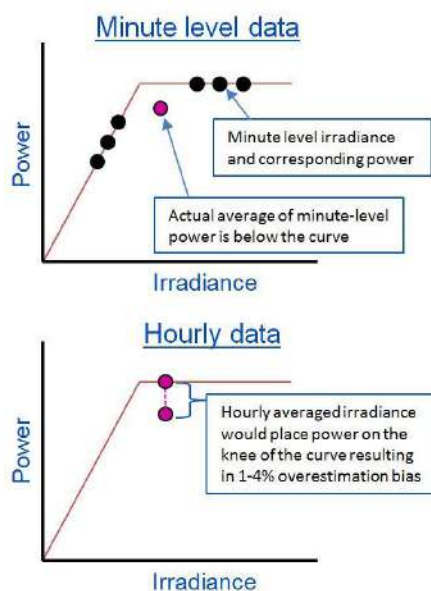 Minute level data
Power
Minute level irradiance
and corresponding power
Actual average of minute-level
power is below the curve
Irradiance
Hourly data
Power
Hourly averaged irradiance
would place power on the
knee of the curve resulting
in 1-4% overestimation bias
Irradiance